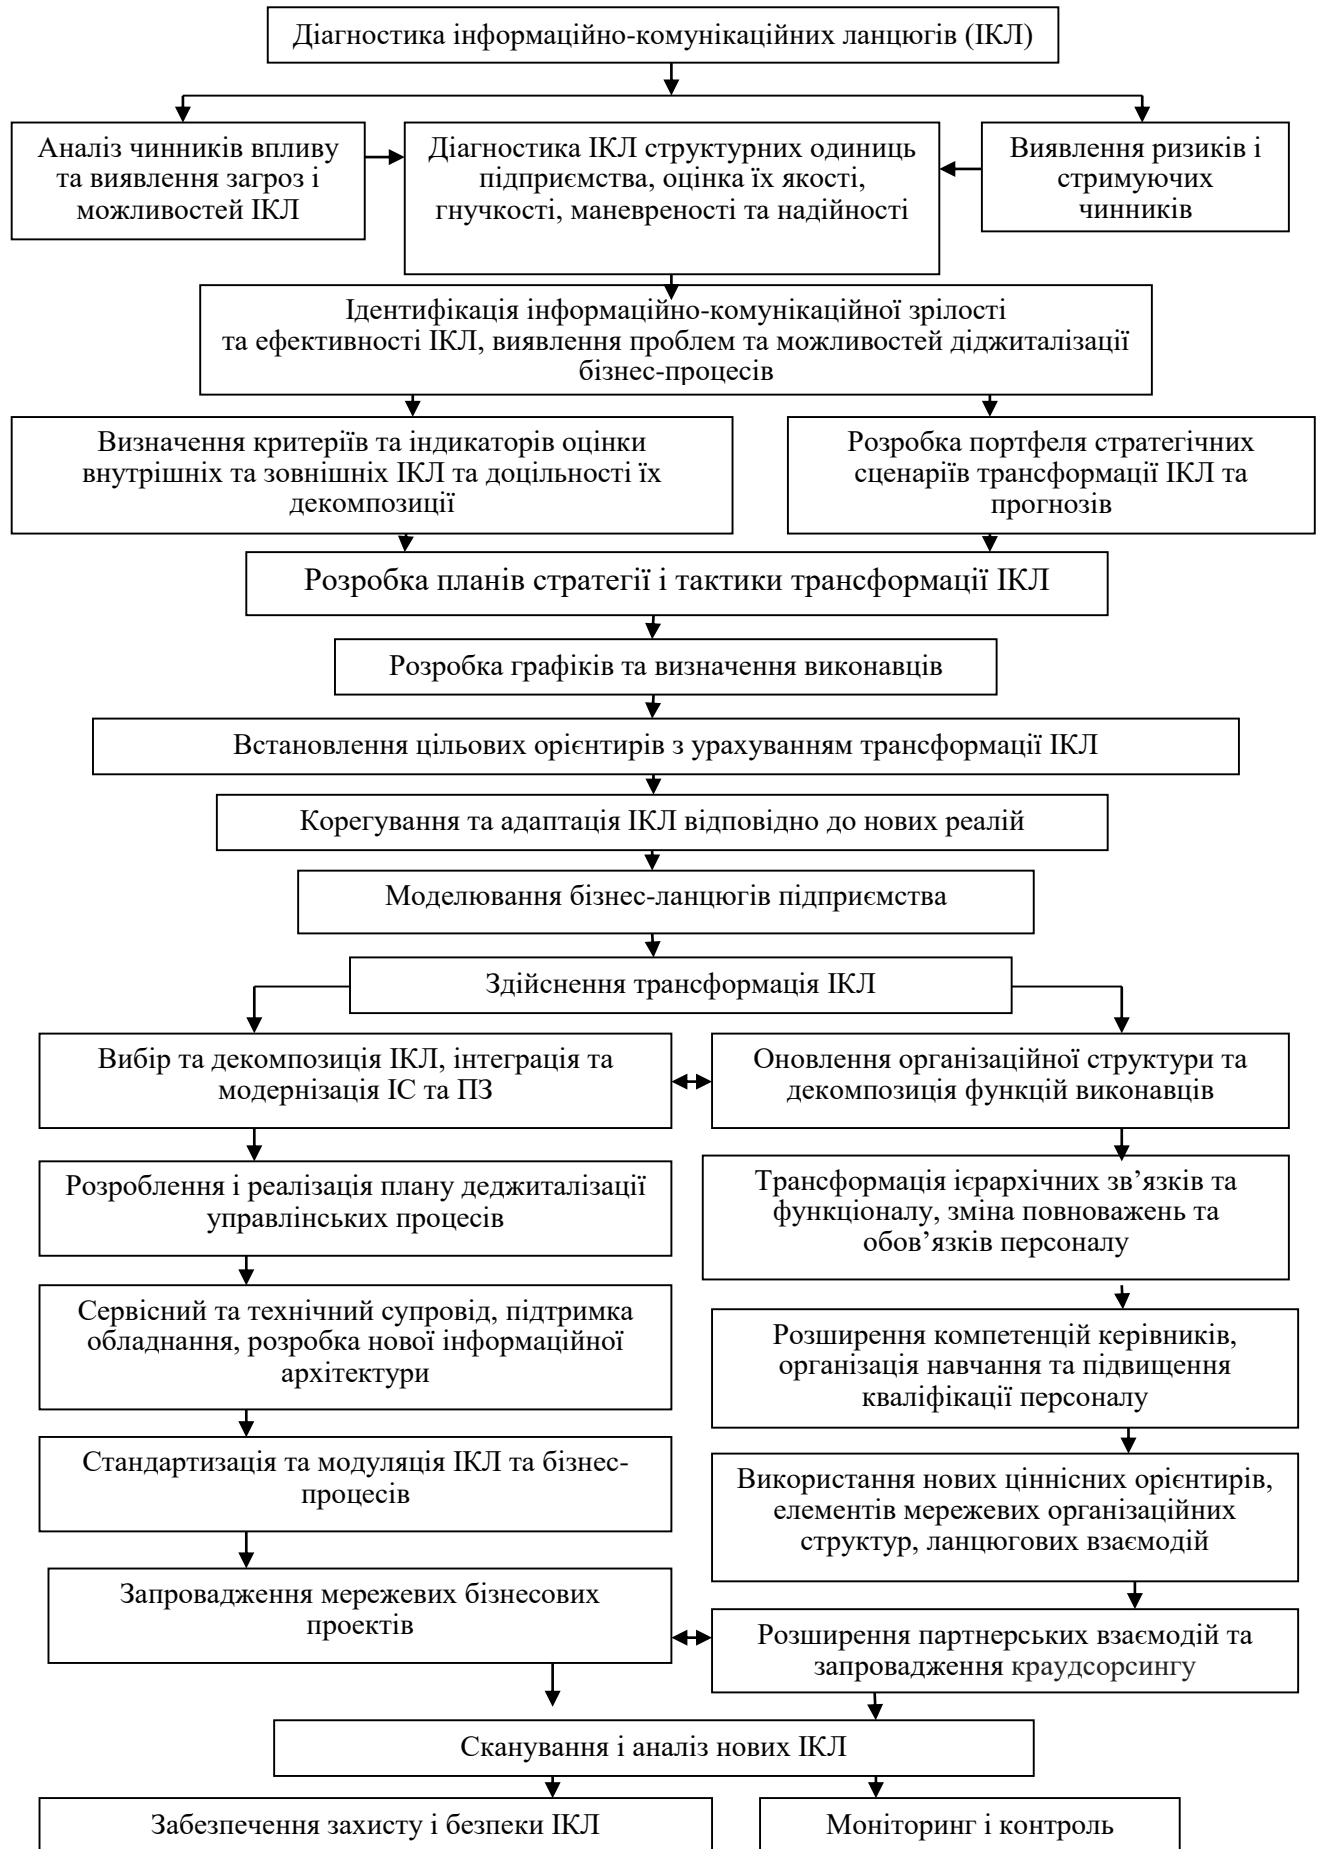 Діагностика інформаційно-комунікаційних ланцюгів (ІКЛ)
Аналіз чинників впливу
та виявлення загроз і
можливостей ІКЛ
Діагностика ІКЛ структурних одиниць
підприємства, оцінка їх якості,
гнучкості, маневреності та надійності
Виявлення ризиків і
стримуючих
чинників
Ідентифікація інформаційно-комунікаційної зрілості
та ефективності ІКЛ, виявлення проблем та можливостей діджиталізації
бізнес-процесів
Визначення критеріїв та індикаторів оцінки
внутрішніх та зовнішніх ІКЛ та доцільності їх
декомпозиції
Розробка портфеля стратегічних
сценаріїв трансформації ІКЛ та
прогнозів
Розробка планів стратегії і тактики трансформації ІКЛ
Розробка графіків та визначення виконавців
Встановлення цільових орієнтирів з урахуванням трансформації ІКЛ
Корегування та адаптація ІКЛ відповідно до нових реалій
Моделювання бізнес-ланцюгів підприємства
Здійснення трансформація ІКЛ
Вибір та декомпозиція ІКЛ, інтеграція та
модернізація ІС та ПЗ
Оновлення організаційної структури та
декомпозиція функцій виконавців
Розроблення і реалізація плану деджиталізації
управлінських процесів
Трансформація ієрархічних зв’язків та
функціоналу, зміна повноважень та
обов’язків персоналу
Сервісний та технічний супровід, підтримка
обладнання, розробка нової інформаційної
архітектури
Розширення компетенцій керівників,
організація навчання та підвищення
кваліфікації персоналу
Стандартизація та модуляція ІКЛ та бізнес-
процесів
Використання нових ціннісних орієнтирів,
елементів мережевих організаційних
структур, ланцюгових взаємодій
Запровадження мережевих бізнесових
проектів
Розширення партнерських взаємодій та
запровадження краудсорсингу
Сканування і аналіз нових ІКЛ
Забезпечення захисту і безпеки ІКЛ
Моніторинг і контроль